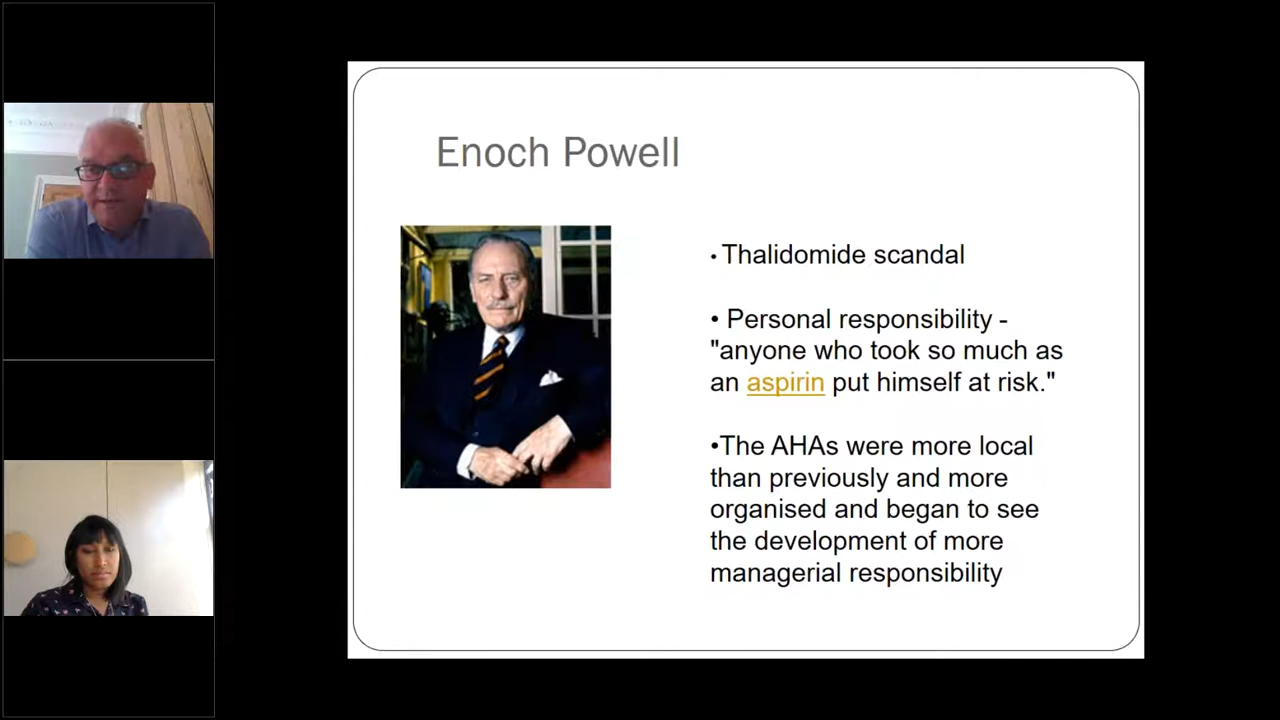 Enoch Powell
• Thalidomide scandal
• Personal responsibility -
"anyone who took so much as
an aspirin put himself at risk."
•The AHAs were more local
than previously and more
organised and began to see
the development of more
managerial responsibility